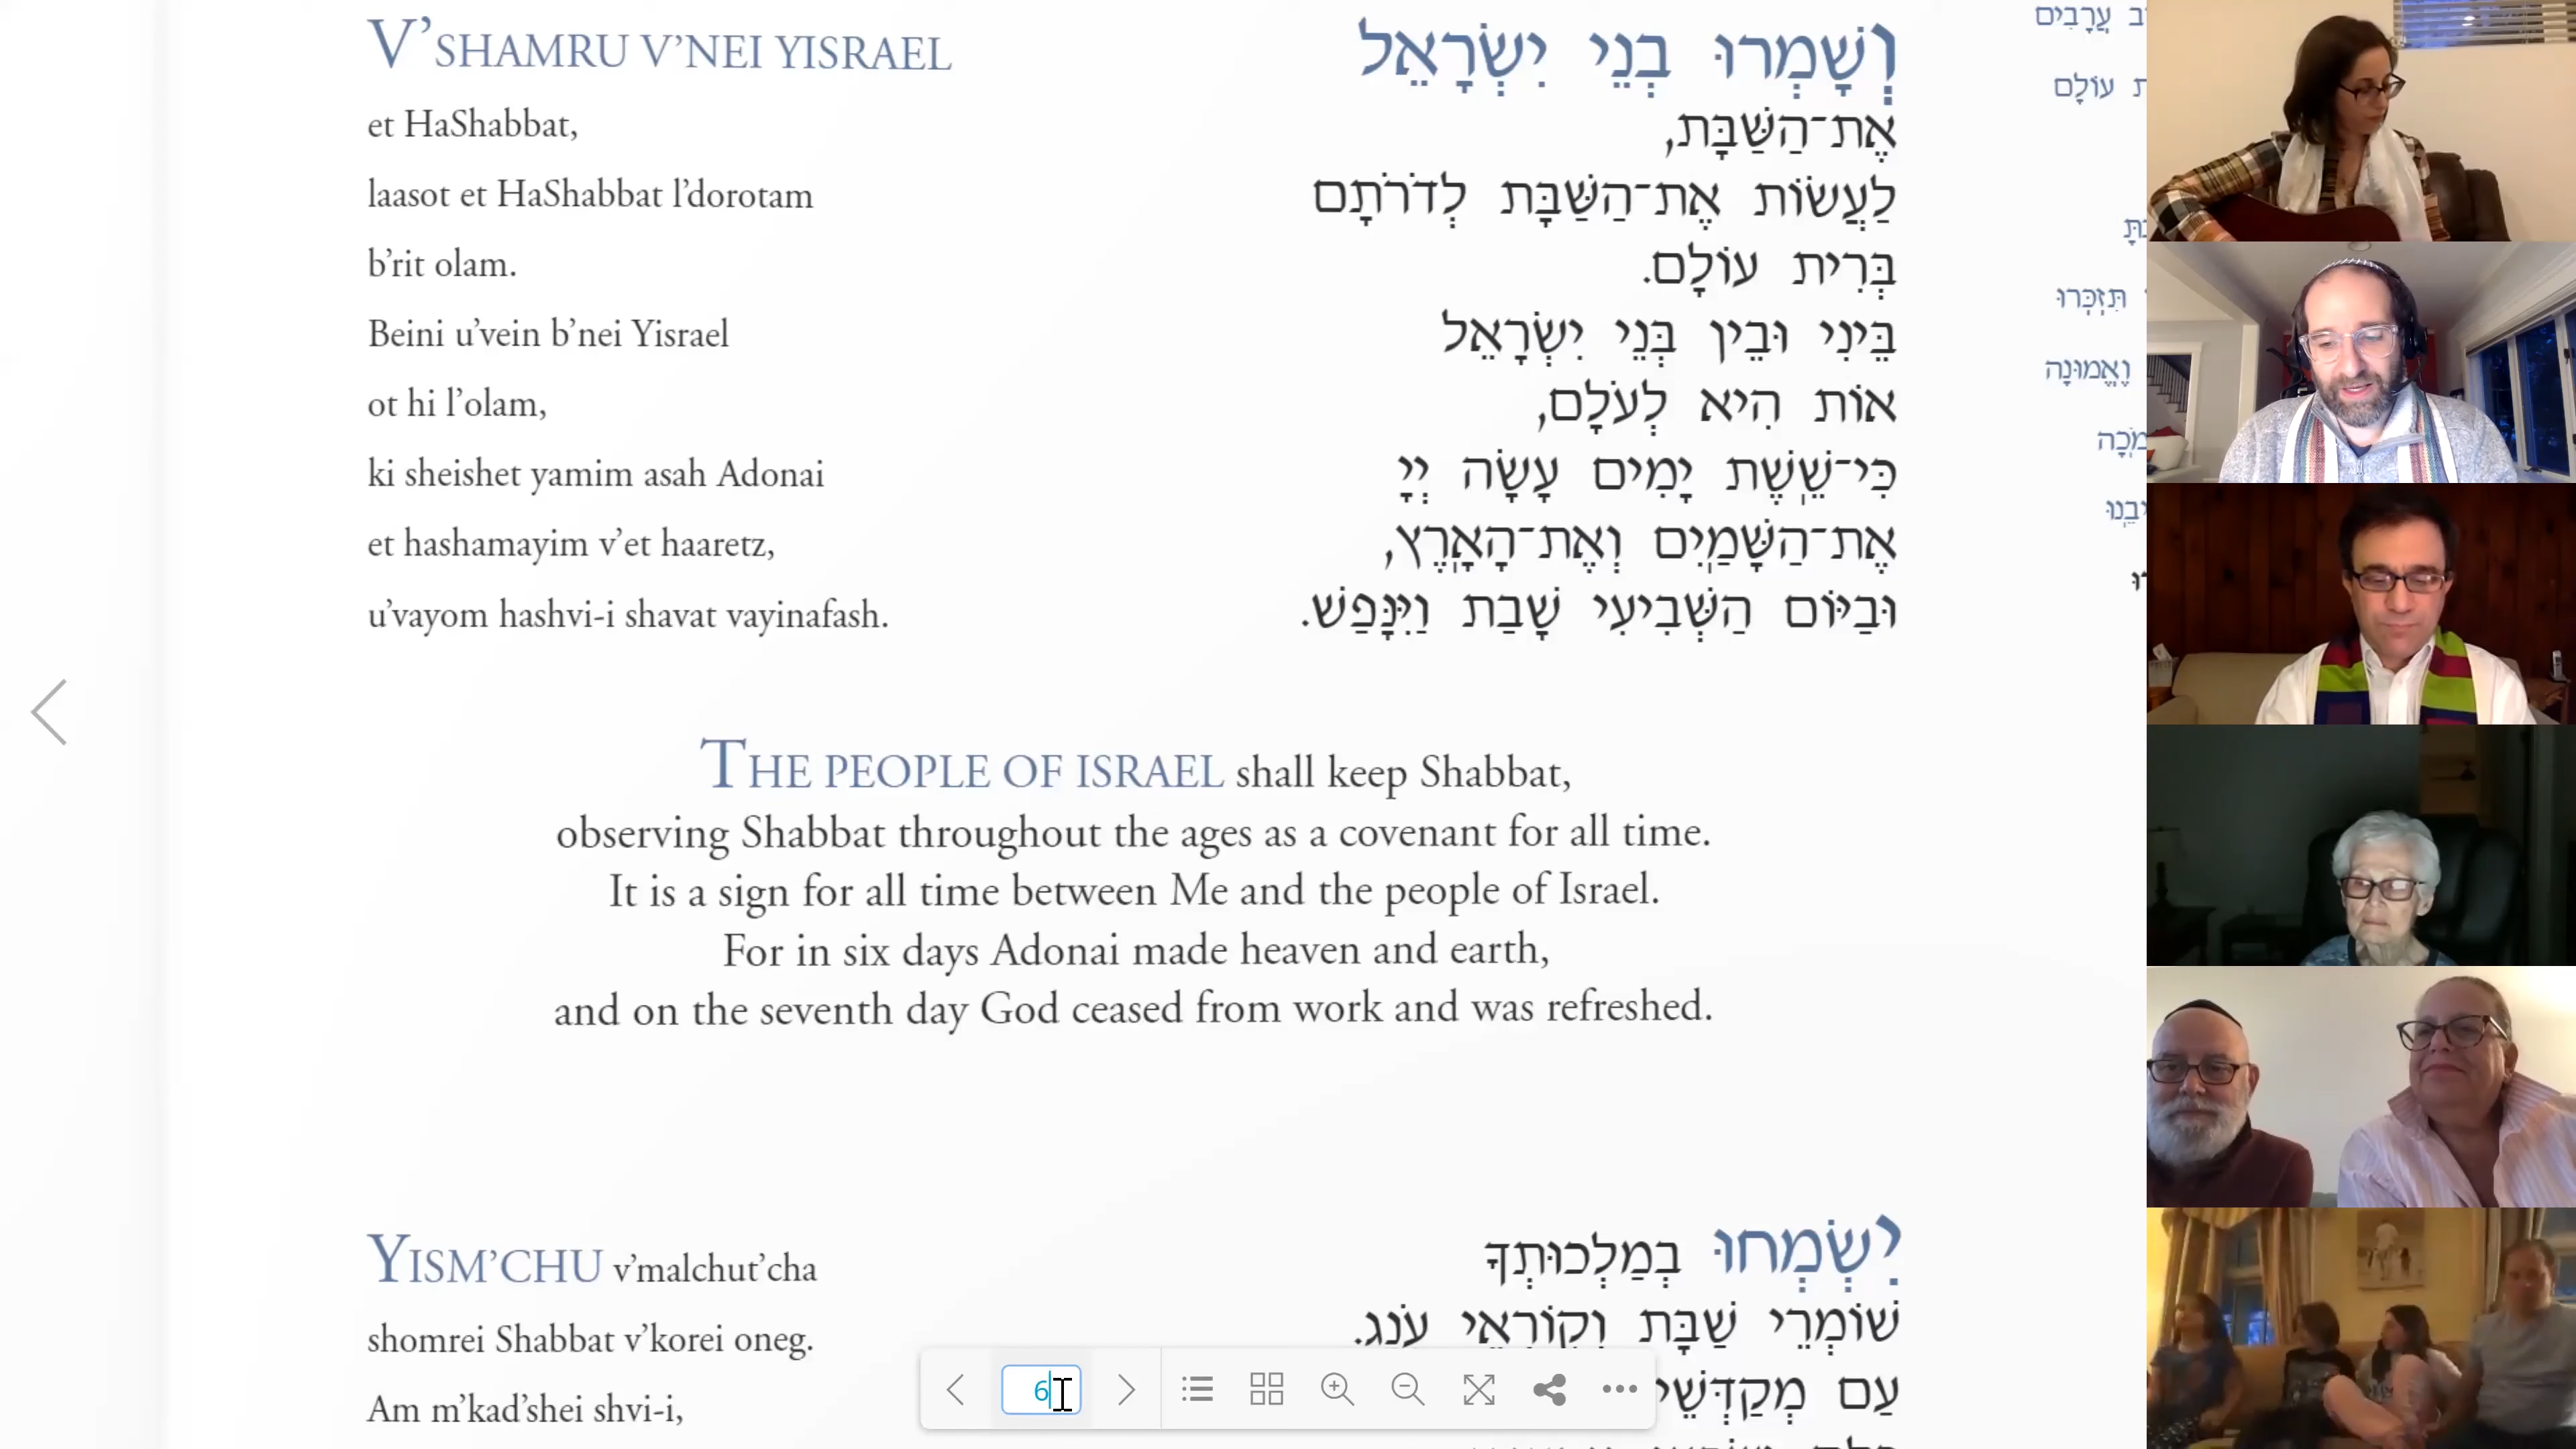 V’SHAMRU V’NEI YISRAEL
et HaShabbat,
laasot et HaShabbat l’dorotam
b’rit olam.
Beini u’vein b’nei Yisrael
ot hi l’olam,
ki sheishet yamim asah Adonai
et hashamayim v’et haaretz,
u’vayom hashvi-i shavat vayinafash.
וְשָׁמְרוּ בְנֵי יִשְׂרָאֵל
אֶת־הַשַּׁבָּת,
לַעֲשׂוֹת אֶת־הַשַּׁבָּת לְדֹרֹתָם
בְּרִית עוֹלָם.
בֵּינִי וּבֵין בְּנֵי יִשְׂרָאֵל
אוֹת הִיא לְעֹלָם,
כִּי־שֵׁשֶׁת יָמִים עָשָׂה יְיָ
אֶת־הַשָּׁמַיִם וְאֶת־הָאָרֶץ,
וּבַיּוֹם הַשְּׁבִיעִי שָׁבַת וַיִּנָּפַשׁ.
THE PEOPLE OF ISRAEL shall keep Shabbat,
observing Shabbat throughout the ages as a covenant for all time.
It is a sign for all time between Me and the people of Israel.
For in six days Adonai made heaven and earth,
and on the seventh day God ceased from work and was refreshed.
YISM’CHU v’malchut’cha
shomrei Shabbat v’korei oneg.
Am m’kad’shei shvi-i,
יִשְׂמְחוּ בְמַלְכוּתְךָ
שׁוֹמְרֵי שַׁבָּת וְקוֹרְאֵי עֹנֶג.
עַם מְקַדְּשֵׁי
עֲרָבִים
עוֹלָם
תִּזְכְּרוּ
וֶאֱמוּנָה
6